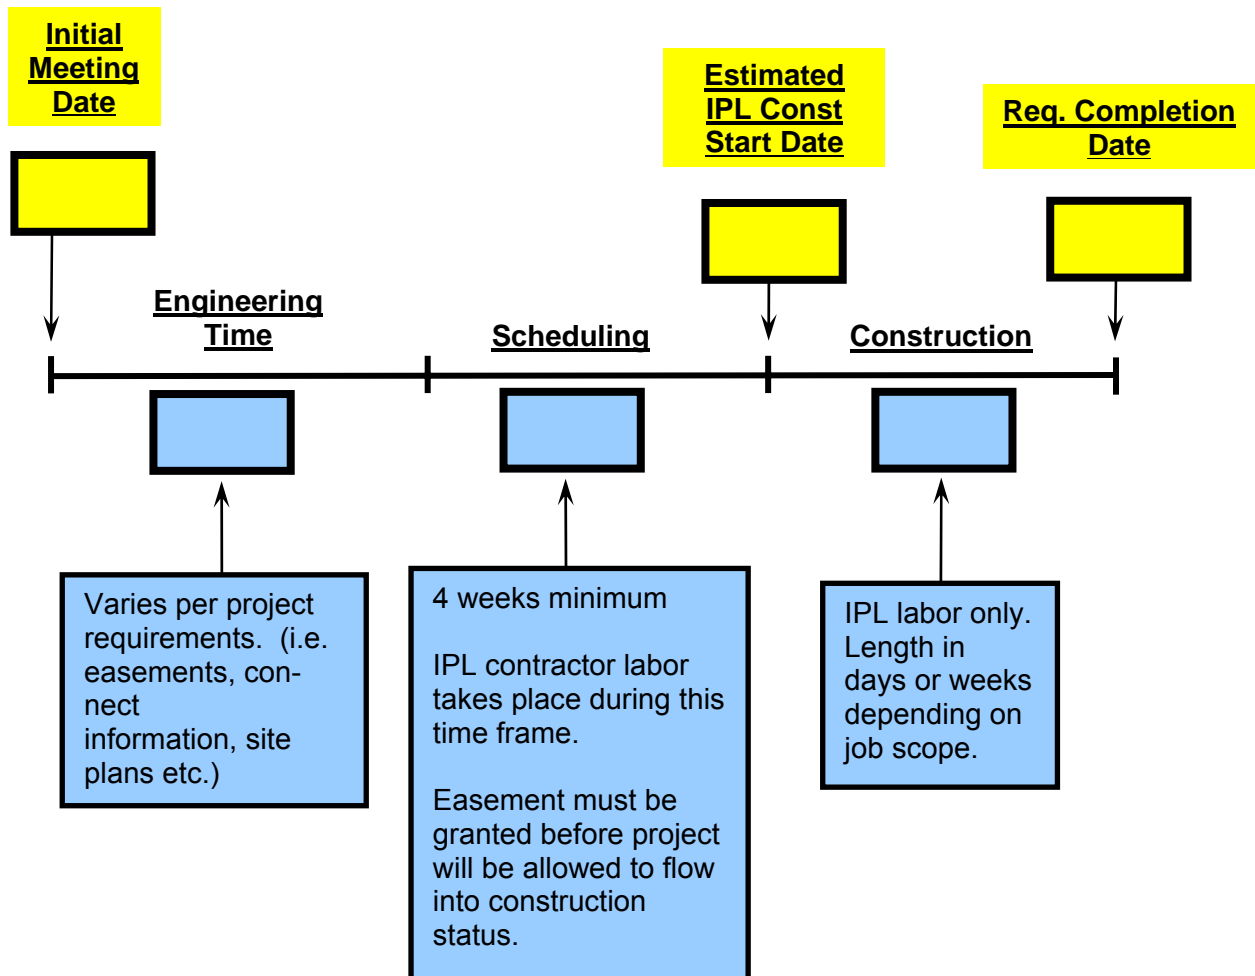 Initial
Meeting
Date
Estimated
IPL Const
Start Date
Req. Completion
Date
Engineering
Time
Scheduling
Construction
Varies per project
requirements.  (i.e.
easements, con-
nect
information, site
plans etc.)
4 weeks minimum
IPL contractor labor
takes place during this
time frame.
Easement must be
granted before project
will be allowed to flow
into construction
status.
IPL labor only.
Length in
days or weeks
depending on
job scope.